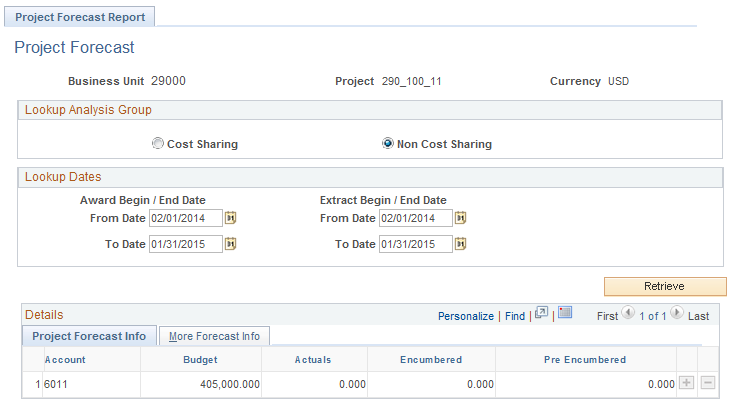 Project Forecast Report
Project Forecast
Business Unit 29000 Project 290_100_11 Currency USD
Lookup Analysis Group
Cost Sharing Non Cost Sharing
Lookup Dates
Award Begin / End Date Extract Begin / End Date
From Date 02/01/2014 From Date 02/01/2014
To Date 01/31/2015 To Date 01/31/2015
Retrieve
Details Personalize | Find | | First 1 of 1 Last
Project Forecast Info More Forecast Info
Account Budget Actuals Encumbered Pre Encumbered
1 6011 405,000.000 0.000 0.000 0.000